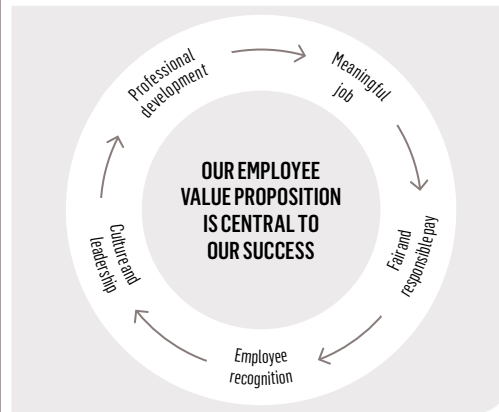 OUR EMPLOYEE
VALUE PROPOSITION
IS CENTRAL TO
OUR SUCCESS
Professional
development
Meaningful
job
Fair and
responsible pay
Employee
recognition
Culture and
leadership